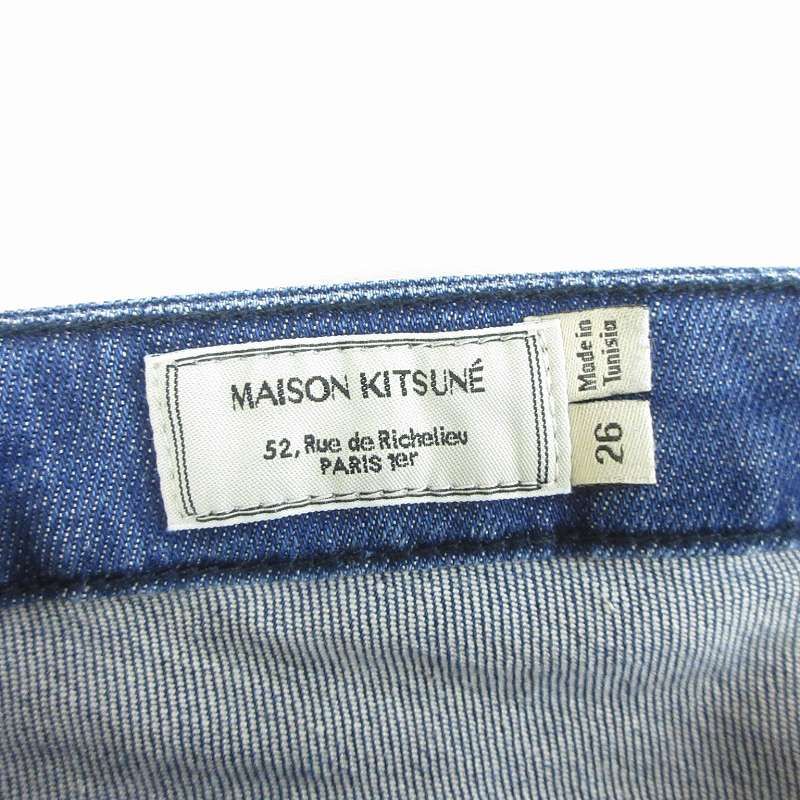 MAISON KITSUNÉ
52, Rue de Richelieu
PARIS 1er
Made in
Tunisia
26